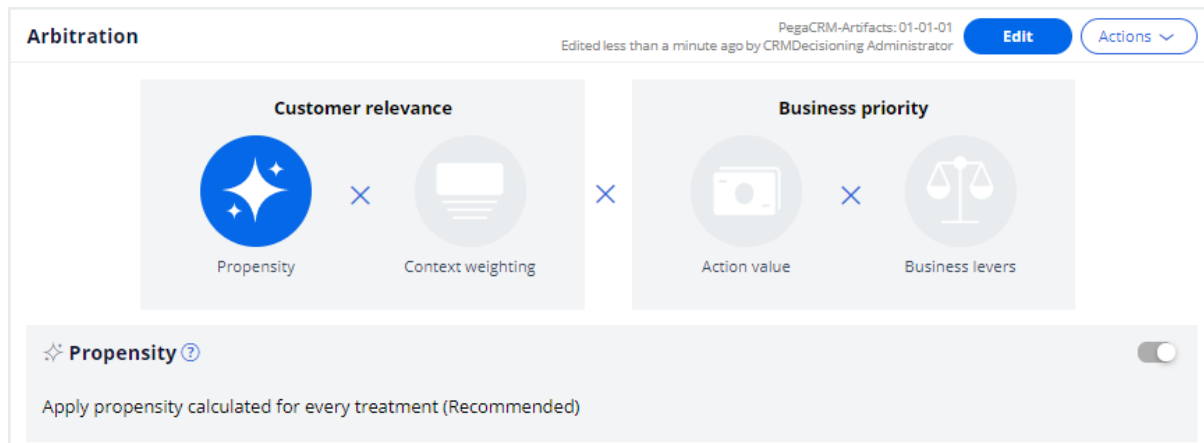 Arbitration
PegaCRM-Artifacts: 01-01-01
Edited less than a minute ago by CRMDecisioning Administrator
Edit
Actions
Customer relevance
Business priority
Propensity
Context weighting
Action value
Business levers
Propensity ?
Apply propensity calculated for every treatment (Recommended)